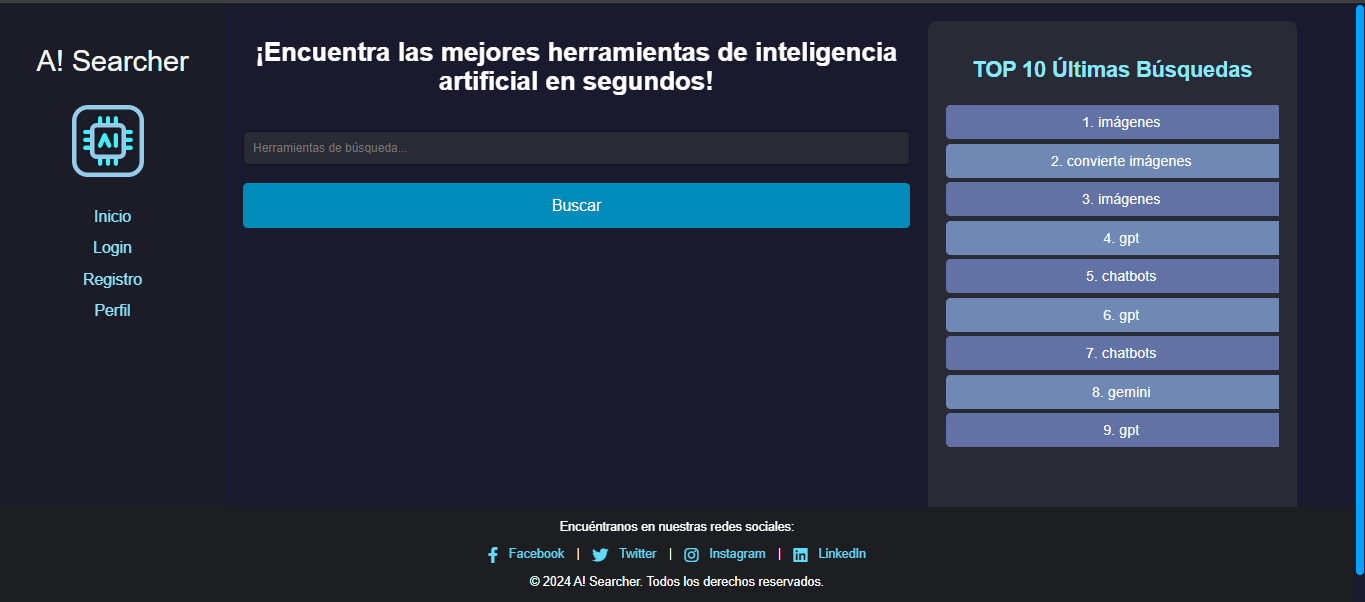 A! Searcher
AI
Inicio
Login
Registro
Perfil
¡Encuentra las mejores herramientas de inteligencia
artificial en segundos!
Herramientas de búsqueda...
Buscar
TOP 10 Últimas Búsquedas
1. imágenes
2. convierte imágenes
3. imágenes
4. gpt
5. chatbots
6. gpt
7. chatbots
8. gemini
9. gpt
Encuéntranos en nuestras redes sociales:
Facebook | Twitter | Instagram | LinkedIn
© 2024 A! Searcher. Todos los derechos reservados.